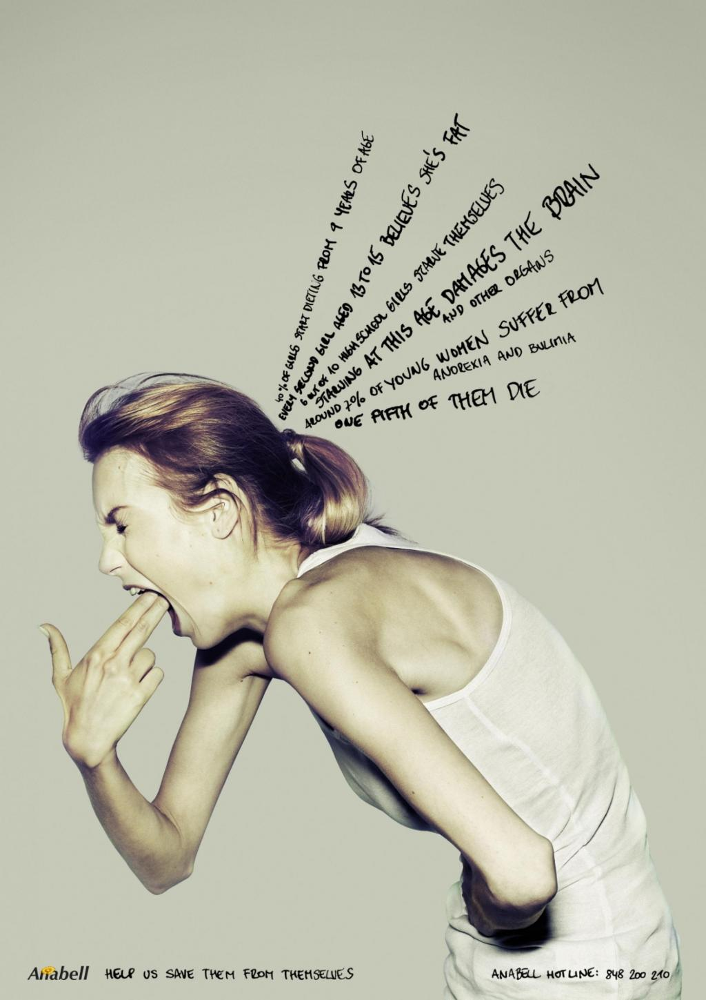 40% OF GIRLS START DIETING FROM 9 YEARS OF AGE
EVERY SECOND GIRL AGED 13 TO 15 BELIEVES SHE'S FAT
6 OUT OF 10 HIGH SCHOOL GIRLS STARVE THEMSELVES
STARVING AT THIS AGE DAMAGES THE BRAIN
AND OTHER ORGANS
AROUND 7% OF YOUNG WOMEN SUFFER FROM
ANOREXIA AND BULIMIA
ONE FIFTH OF THEM DIE
Anabell HELP US SAVE THEM FROM THEMSELVES
ANABELL HOTLINE: 848 200 210